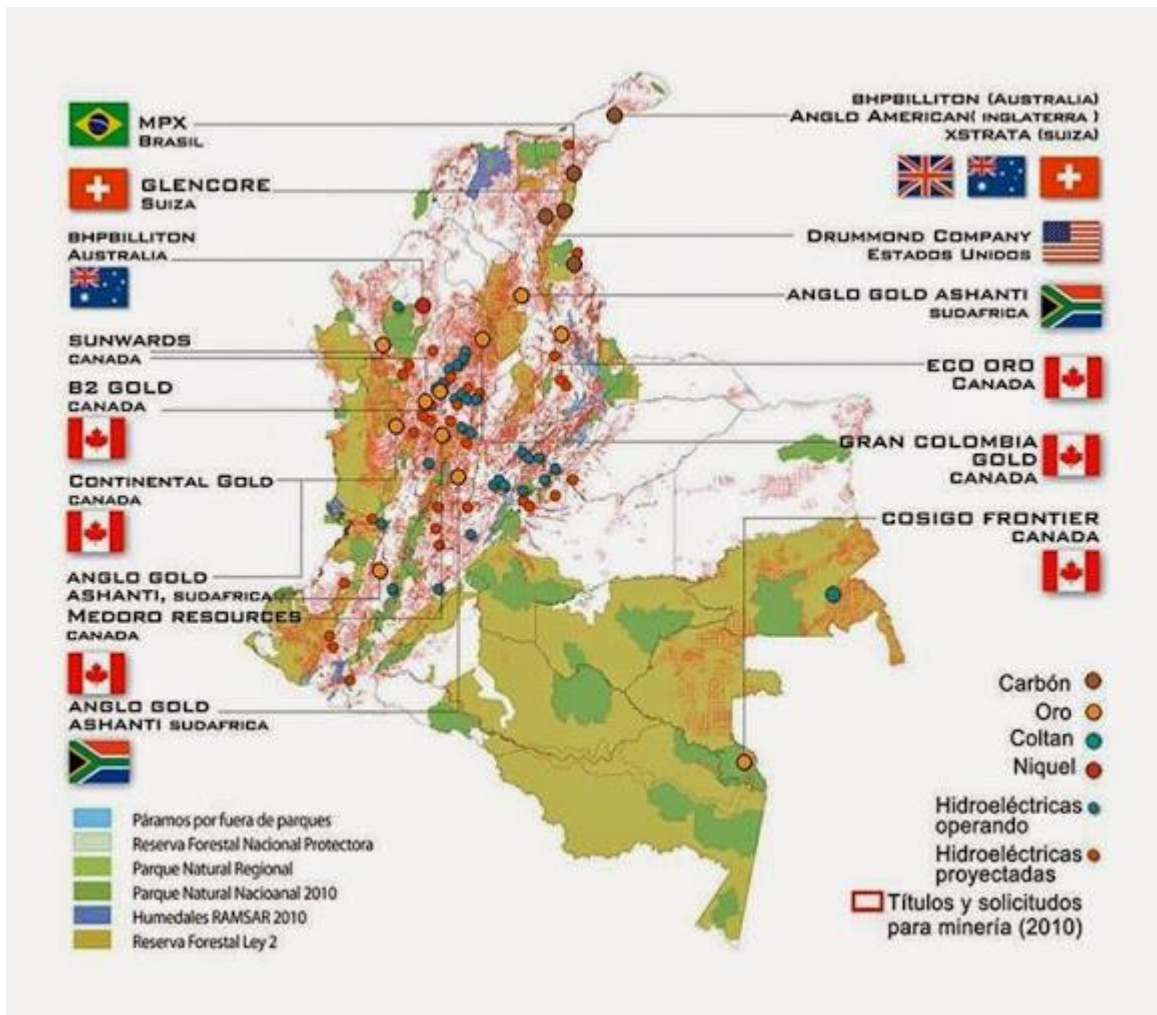 MPX
BRASIL
GLENCORE
SUIZA
BHPBILLITON
AUSTRALIA
SUNWARDS
CANADA
B2 GOLD
CANADA
CONTINENTAL GOLD
CANADA
ANGLO GOLD
ASHANTI, SUDAFRICA
MEDORO RESOURCES
CANADA
ANGLO GOLD
ASHANTI SUDAFRICA
BHPBILLITON (AUSTRALIA)
ANGLO AMERICAN( INGLATERRA )
XSTRATA (SUIZA)
DRUMMOND COMPANY
ESTADOS UNIDOS
ANGLO GOLD ASHANTI
SUDAFRICA
ECO ORO
CANADA
GRAN COLOMBIA
GOLD
CANADA
COSIGO FRONTIER
CANADA
Carbón
Oro
Coltan
Niquel
Hidroeléctricas
operando
Hidroeléctricas
proyectadas
Títulos y solicitudos
para minería (2010)
Páramos por fuera de parques
Reserva Forestal Nacional Protectora
Parque Natural Regional
Parque Natural Nacioanal 2010
Humedales RAMSAR 2010
Reserva Forestal Ley 2